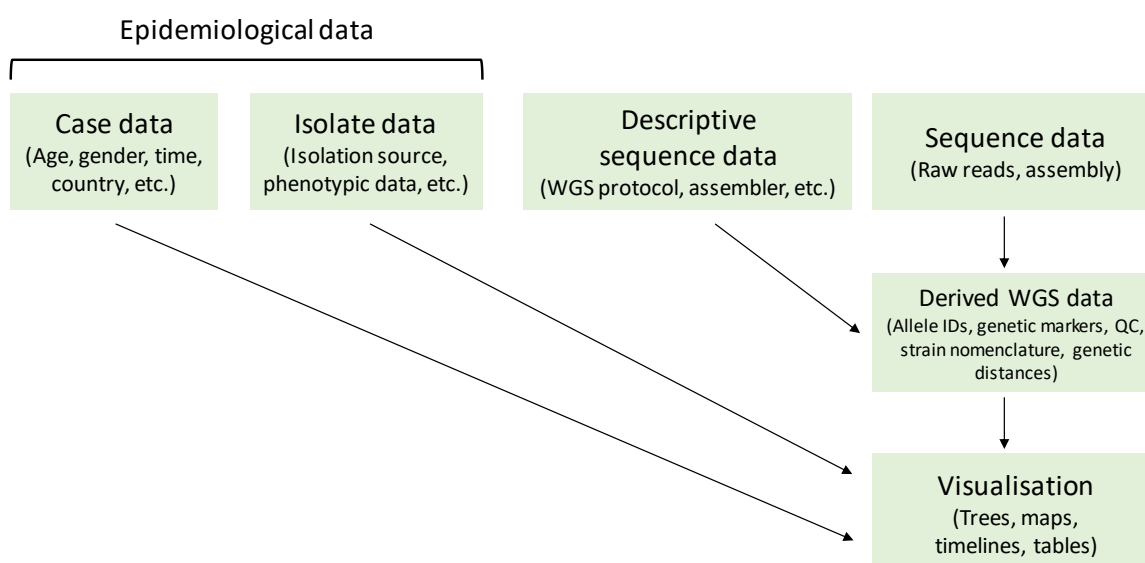 Epidemiological data
Case data
(Age, gender, time,
country, etc.)
Isolate data
(Isolation source,
phenotypic data, etc.)
Descriptive
sequence data
(WGS protocol, assembler, etc.)
Sequence data
(Raw reads, assembly)
Derived WGS data
(Allele IDs, genetic markers, QC,
strain nomenclature, genetic
distances)
Visualisation
(Trees, maps,
timelines, tables)